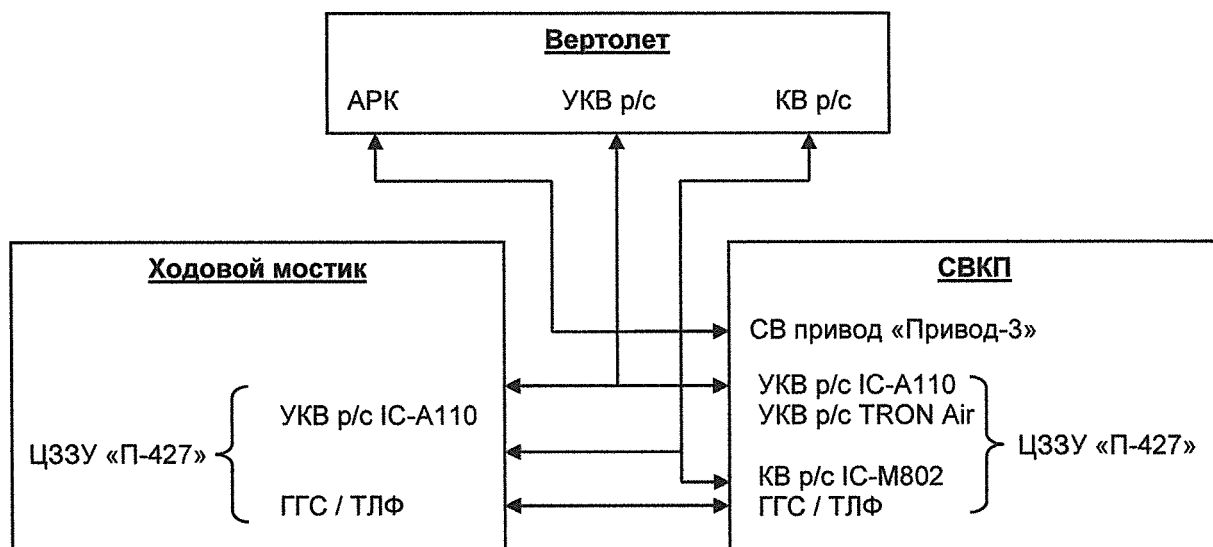 Вертолет
АРК УКВ р/с КВ р/с
Ходовой мостик
УКВ р/с IC-A110
ЦЗЗУ «П-427»
ГГС / ТЛФ
СВКП
СВ привод «Привод-3»
УКВ р/с IC-A110
УКВ р/с TRON Air
ЦЗЗУ «П-427»
КВ р/с IC-M802
ГГС / ТЛФ